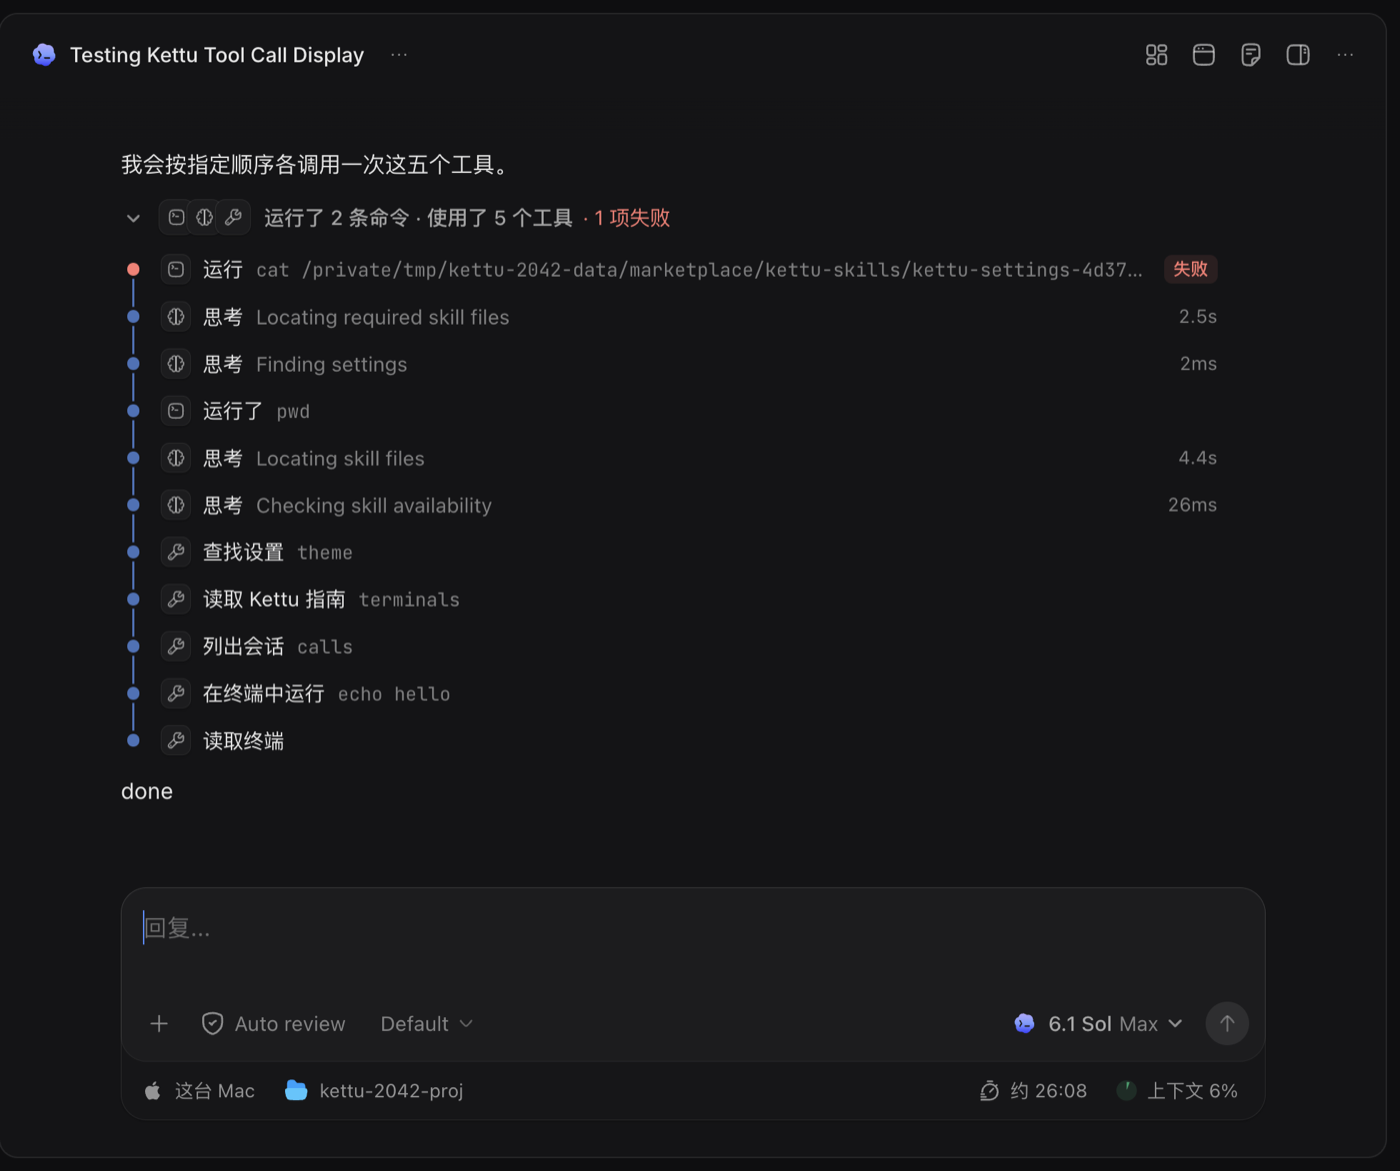 Testing Kettu Tool Call Display ···
我会按指定顺序各调用一次这五个工具。
运行了 2 条命令 · 使用了 5 个工具 · 1 项失败
运行 cat /private/tmp/kettu-2042-data/marketplace/kettu-skills/kettu-settings-4d37... 失败
思考 Locating required skill files 2.5s
思考 Finding settings 2ms
运行了 pwd
思考 Locating skill files 4.4s
思考 Checking skill availability 26ms
查找设置 theme
读取 Kettu 指南 terminals
列出会话 calls
在终端中运行 echo hello
读取终端
done
回复...
Auto review Default 6.1 Sol Max
这台 Mac kettu-2042-proj 约 26:08 上下文 6%